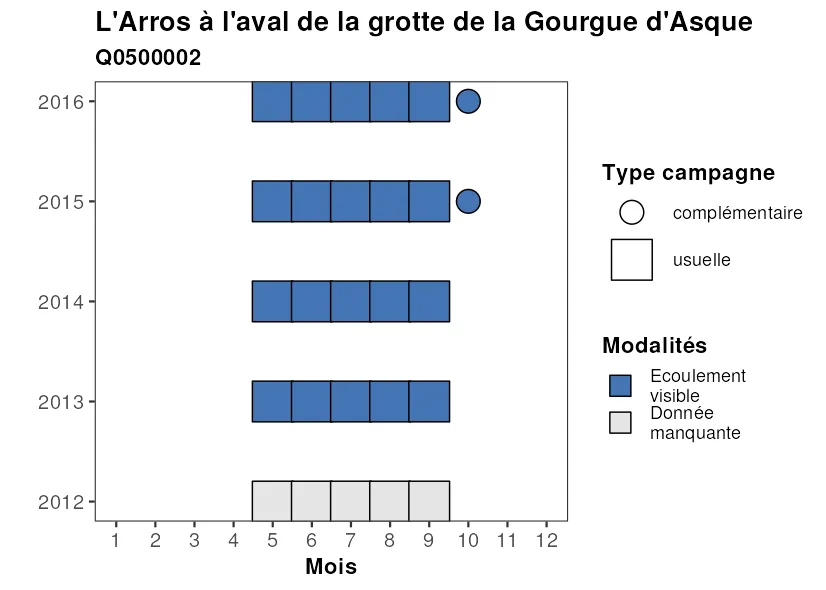 L'Arros à l'aval de la grotte de la Gourgue d'Asque
Q0500002
2016
2015
2014
2013
2012
1 2 3 4 5 6 7 8 9 10 11 12
Mois
Type campagne
complémentaire
usuelle
Modalités
Ecoulement
visible
Donnée
manquante